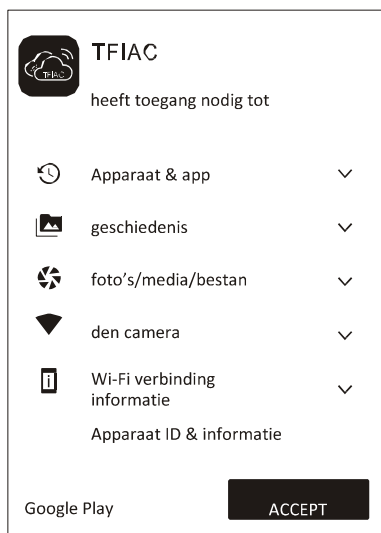 TFIAC
TFIAC
heeft toegang nodig tot
Apparaat & app
geschiedenis
foto's/media/bestan
den camera
Wi-Fi verbinding
informatie
Apparaat ID & informatie
Google Play
ACCEPT